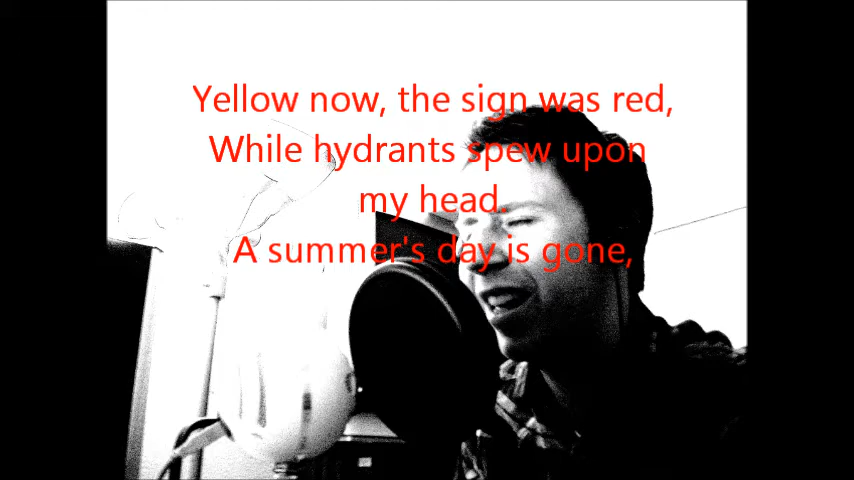 Yellow now, the sign was red,
While hydrants spew upon
my head.
A summer's day is gone,